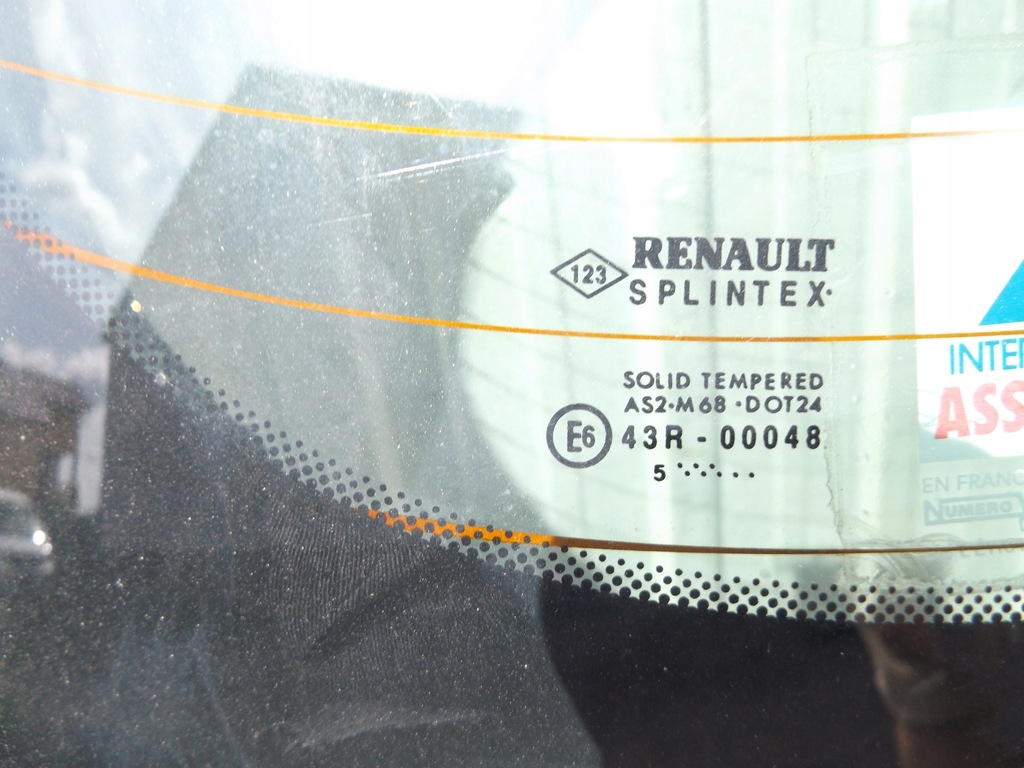 123
RENAULT
SPLINTEX
SOLID TEMPERED
AS2·M68·DOT24
E6
43R - 00048
5
INTER
ASS
EN FRANC
NUMERO